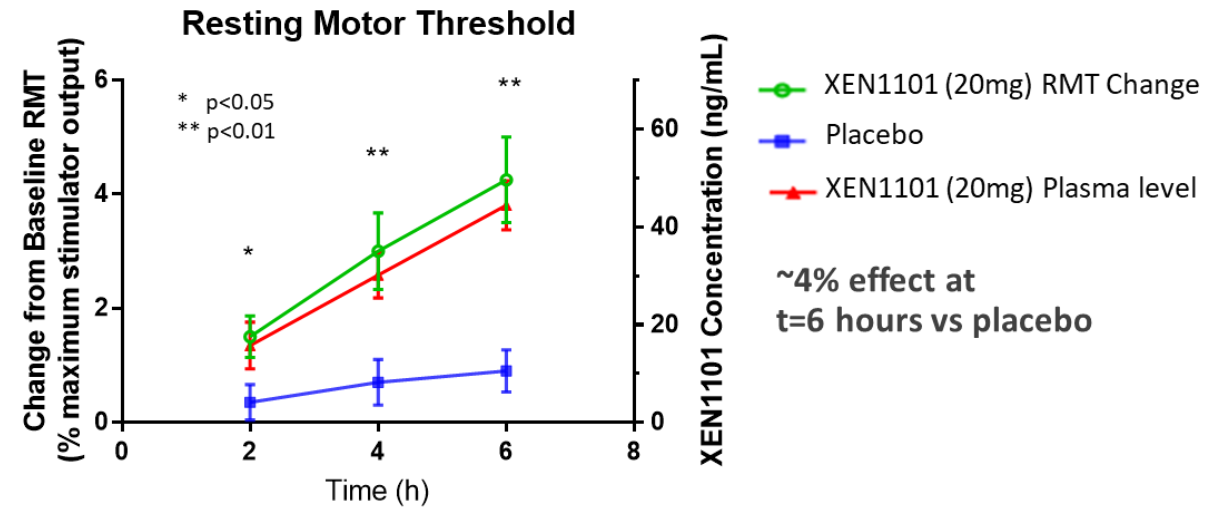 Resting Motor Threshold
Change from Baseline RMT
(% maximum stimulator output)
6
4
2
0
* p<0.05
** p<0.01
*
**
**
0
2
4
6
8
Time (h)
60
40
20
0
XEN1101 Concentration (ng/mL)
XEN1101 (20mg) RMT Change
Placebo
XEN1101 (20mg) Plasma level
~4% effect at
t=6 hours vs placebo